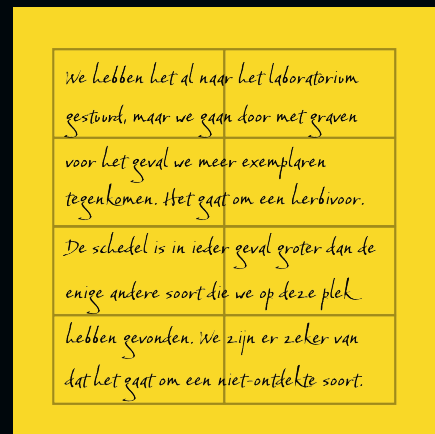 We hebben het al naar het laboratorium
gestuurd, maar we gaan door met graven
voor het geval we meer exemplaren
tegenkomen. Het gaat om een herbivoor.
De schedel is in ieder geval groter dan de
enige andere soort die we op deze plek
hebben gevonden. We zijn er zeker van
dat het gaat om een niet-ontdekte soort.